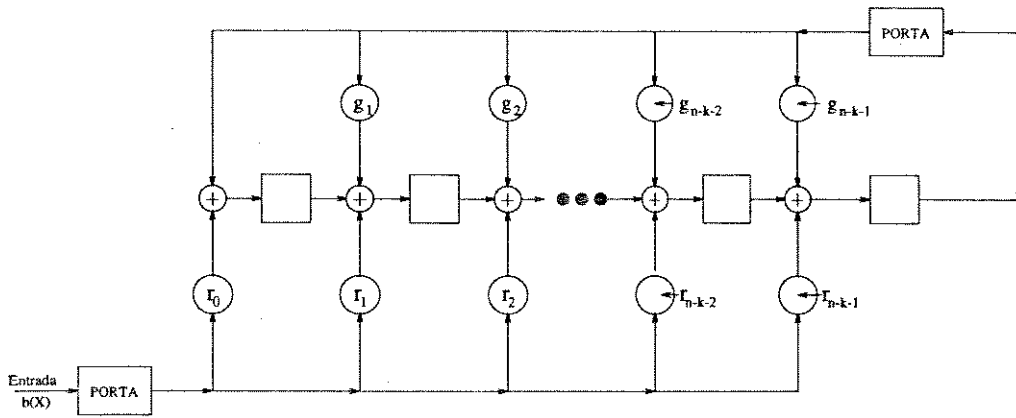 PORTA
g1
g2
gn-k-2
gn-k-1
+
+
+
+
+
r0
r1
r2
rn-k-2
rn-k-1
Entrada
b(X)
PORTA